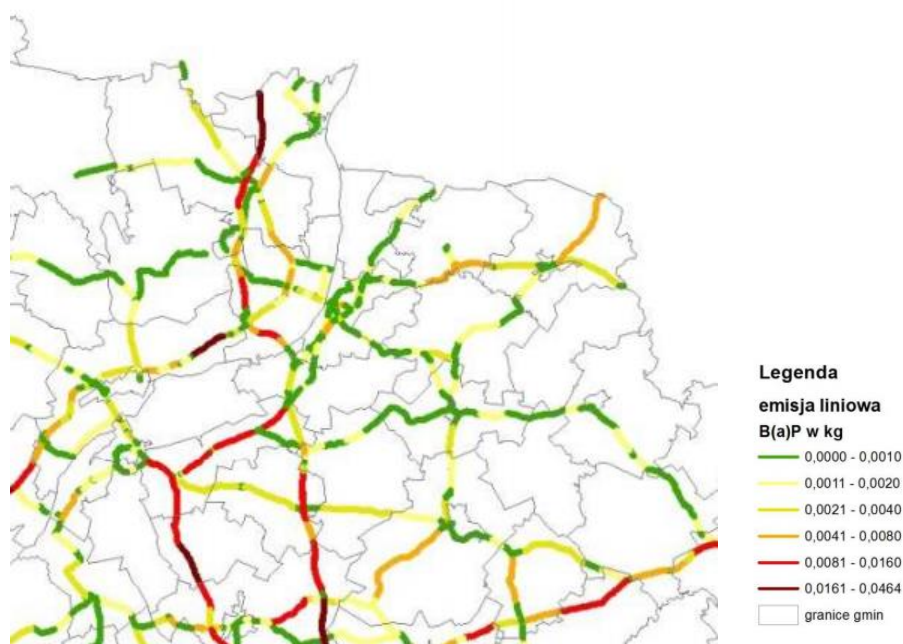 Legenda
emisja liniowa
B(a)P w kg
0,0000 - 0,0010
0,0011 - 0,0020
0,0021 - 0,0040
0,0041 - 0,0080
0,0081 - 0,0160
0,0161 - 0,0464
granice gmin